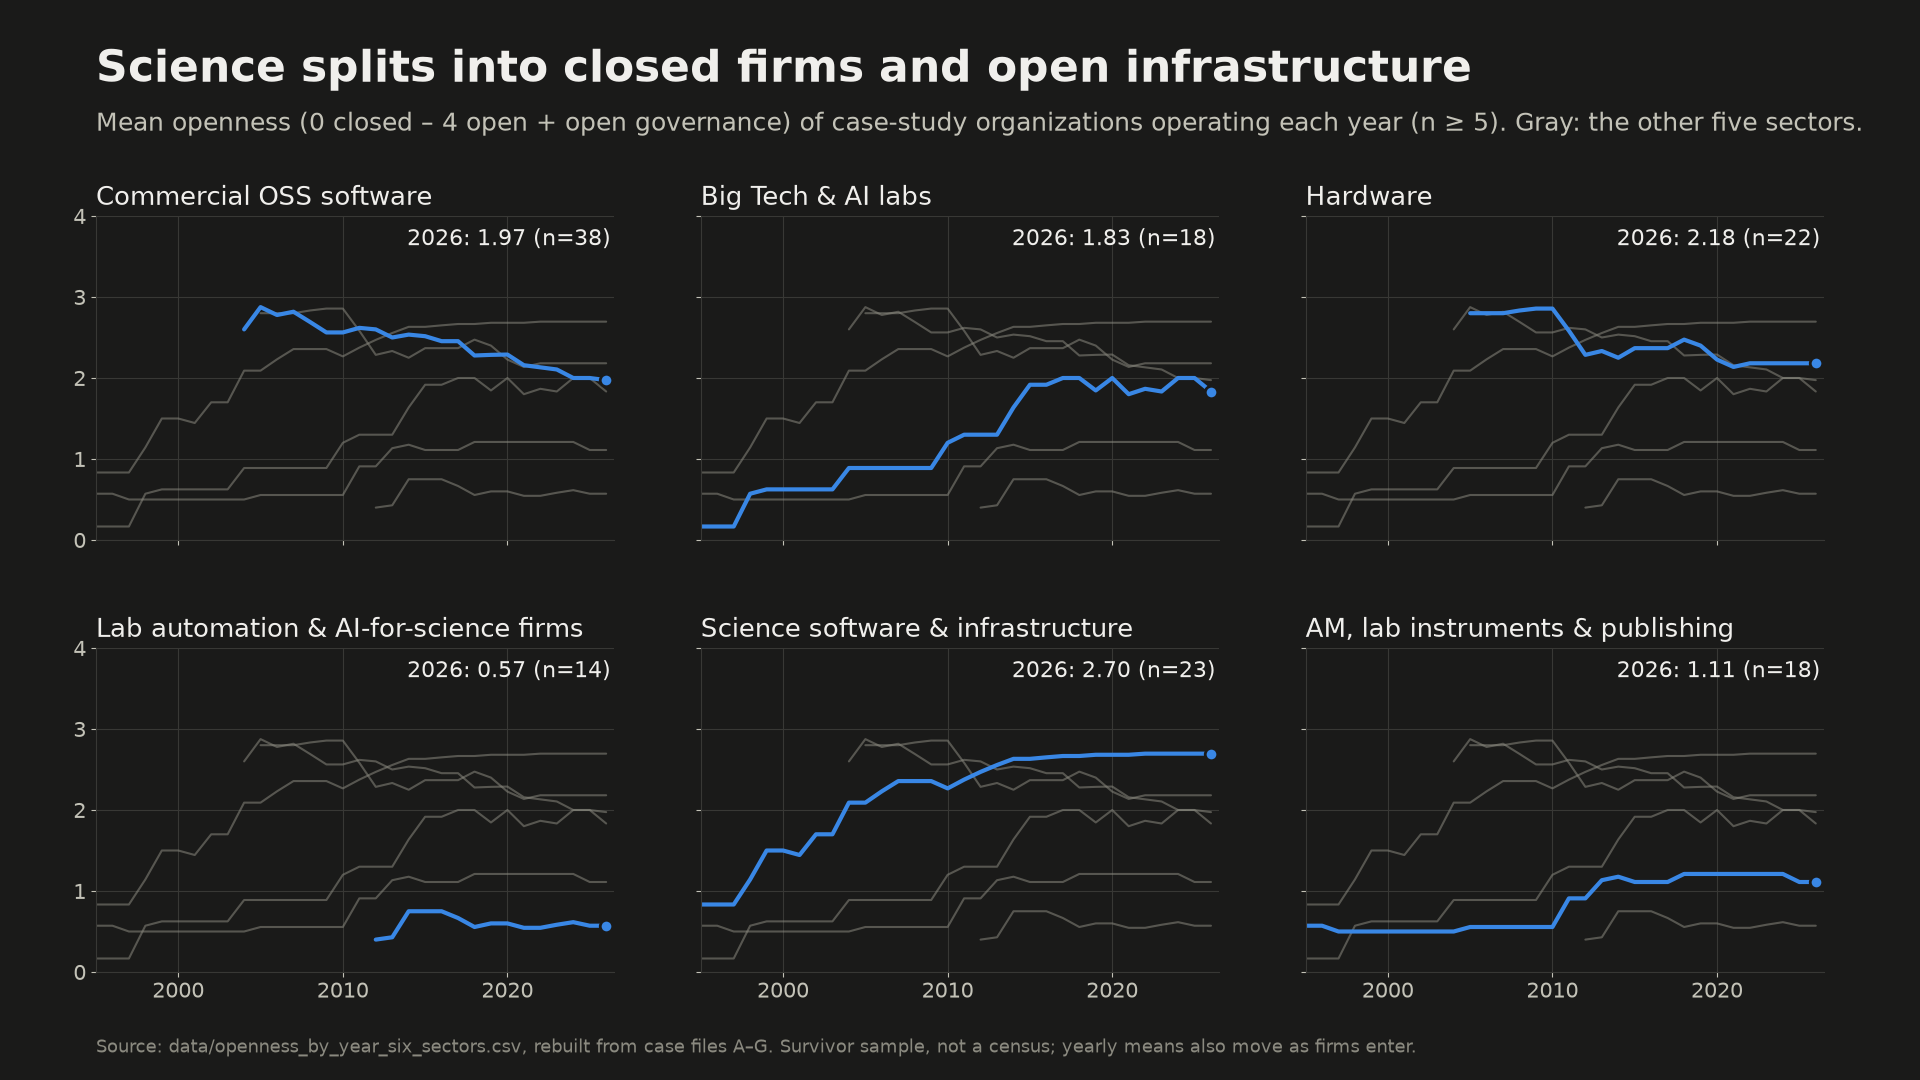 Science splits into closed firms and open infrastructure
Mean openness (0 closed – 4 open + open governance) of case-study organizations operating each year (n ≥ 5). Gray: the other five sectors.
Commercial OSS software
Big Tech & AI labs
Hardware
2026: 1.97 (n=38)
2026: 1.83 (n=18)
2026: 2.18 (n=22)
4
3
2
1
0
Lab automation & AI-for-science firms
Science software & infrastructure
AM, lab instruments & publishing
2026: 0.57 (n=14)
2026: 2.70 (n=23)
2026: 1.11 (n=18)
4
3
2
1
0
2000 2010 2020
2000 2010 2020
2000 2010 2020
Source: data/openness_by_year_six_sectors.csv, rebuilt from case files A–G. Survivor sample, not a census; yearly means also move as firms enter.